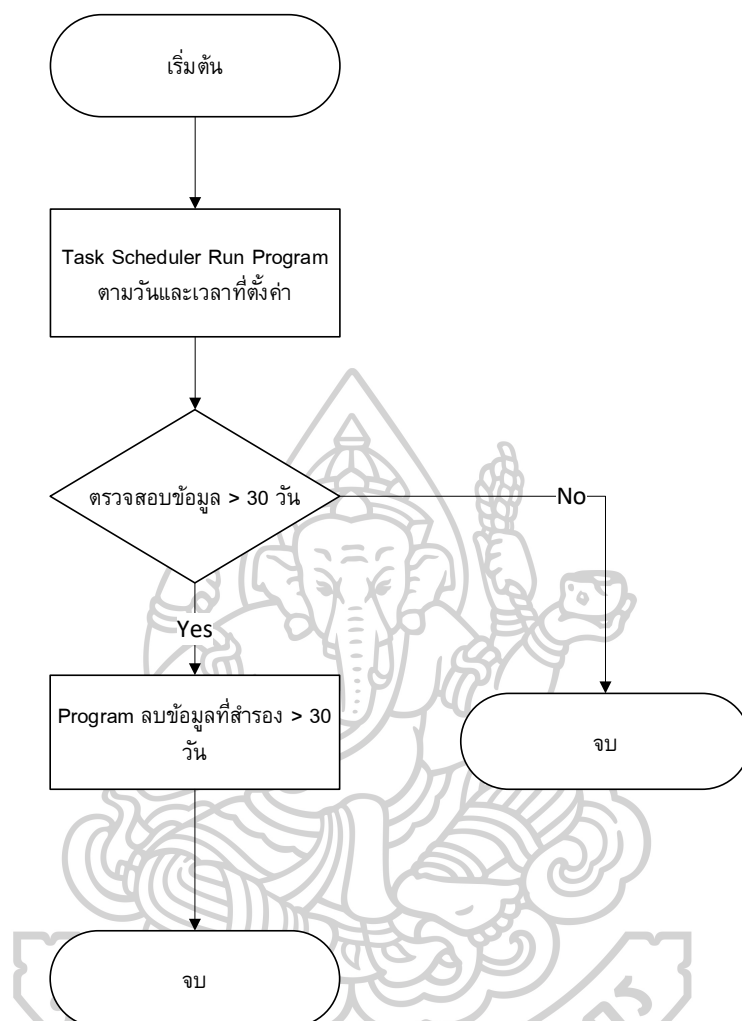 เริ่มต้น
Task Scheduler Run Program
ตามวันและเวลาที่ตั้งค่า
ตรวจสอบข้อมูล > 30 วัน
No
Yes
Program ลบข้อมูลที่สำรอง > 30
วัน
จบ
จบ